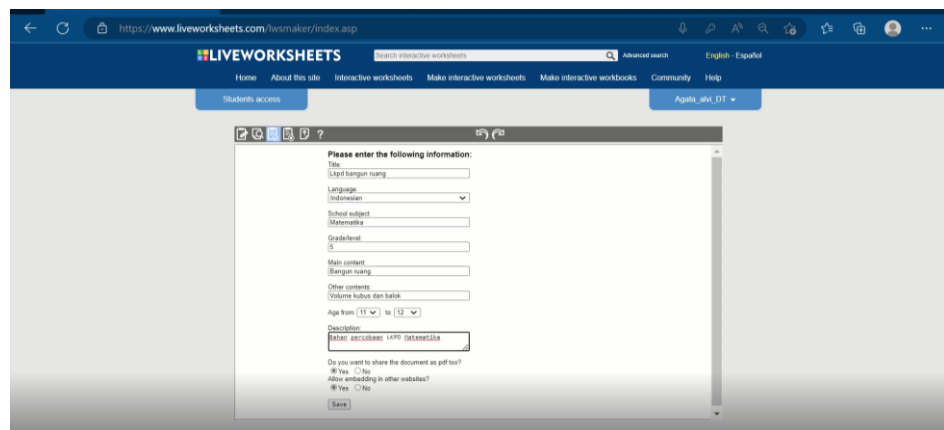 https://www.liveworksheets.com/lwsmaker/index.asp
LIVEWORKSHEETS Search interactive worksheets Advanced search English - Español
Home About this site Interactive worksheets Make interactive worksheets Make interactive workbooks Community Help
Students access Agata_alvi_DT
?
Please enter the following information:
Title:
Lkpd bangun ruang
Language:
Indonesian
School subject:
Matematika
Grade/level:
5
Main content:
Bangun ruang
Other contents:
Volume kubus dan balok
Age from 11 to: 12
Description:
Bahan percobaan LKPD Matematika
Do you want to share the document as pdf too?
Yes No
Allow embedding in other websites?
Yes No
Save